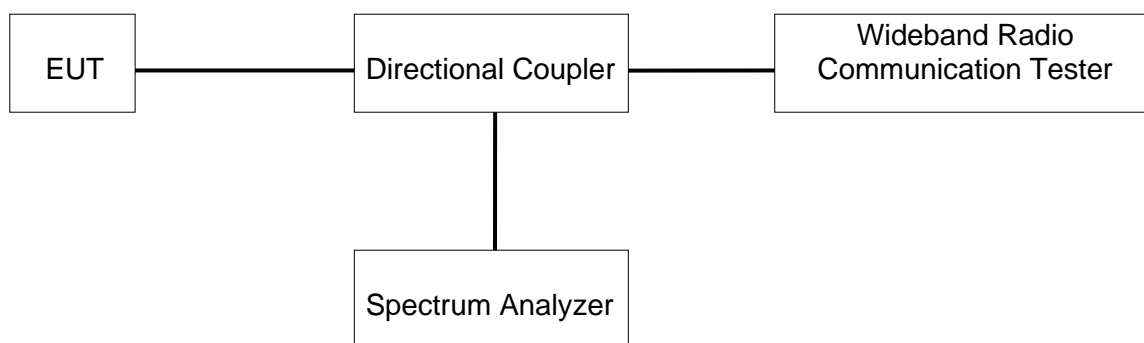 EUT
Directional Coupler
Wideband Radio
Communication Tester
Spectrum Analyzer